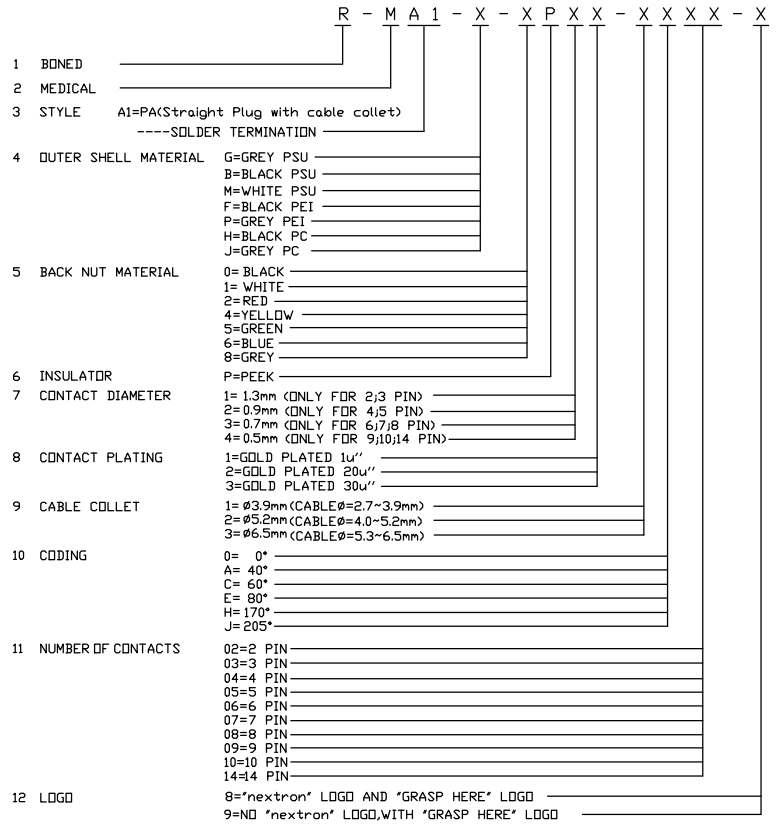 R - M A 1 - X - X P X X - X X X X - X
1 BONED
2 MEDICAL
3 STYLE A1=PA(Straight Plug with cable collet)
----SOLDER TERMINATION
4 OUTER SHELL MATERIAL G=GREY PSU
B=BLACK PSU
M=WHITE PSU
F=BLACK PEI
P=GREY PEI
H=BLACK PC
J=GREY PC
5 BACK NUT MATERIAL 0= BLACK
1= WHITE
2=RED
4=YELLOW
5=GREEN
6=BLUE
8=GREY
6 INSULATOR P=PEEK
7 CONTACT DIAMETER 1= 1.3mm (ONLY FOR 2;3 PIN)
2=0.9mm (ONLY FOR 4;5 PIN)
3=0.7mm (ONLY FOR 6;7;8 PIN)
4=0.5mm (ONLY FOR 9;10;14 PIN)
8 CONTACT PLATING 1=GOLD PLATED 1u''
2=GOLD PLATED 20u''
3=GOLD PLATED 30u''
9 CABLE COLLET 1= ø3.9mm(CABLEø=2.7~3.9mm)
2=ø5.2mm(CABLEø=4.0~5.2mm)
3=ø6.5mm(CABLEø=5.3~6.5mm)
10 CODING 0= 0°
A= 40°
C= 60°
E= 80°
H=170°
J=205°
11 NUMBER OF CONTACTS 02=2 PIN
03=3 PIN
04=4 PIN
05=5 PIN
06=6 PIN
07=7 PIN
08=8 PIN
09=9 PIN
10=10 PIN
14=14 PIN
12 LOGO 8="nextron" LOGO AND "GRASP HERE" LOGO
9=NO "nextron" LOGO,WITH "GRASP HERE" LOGO